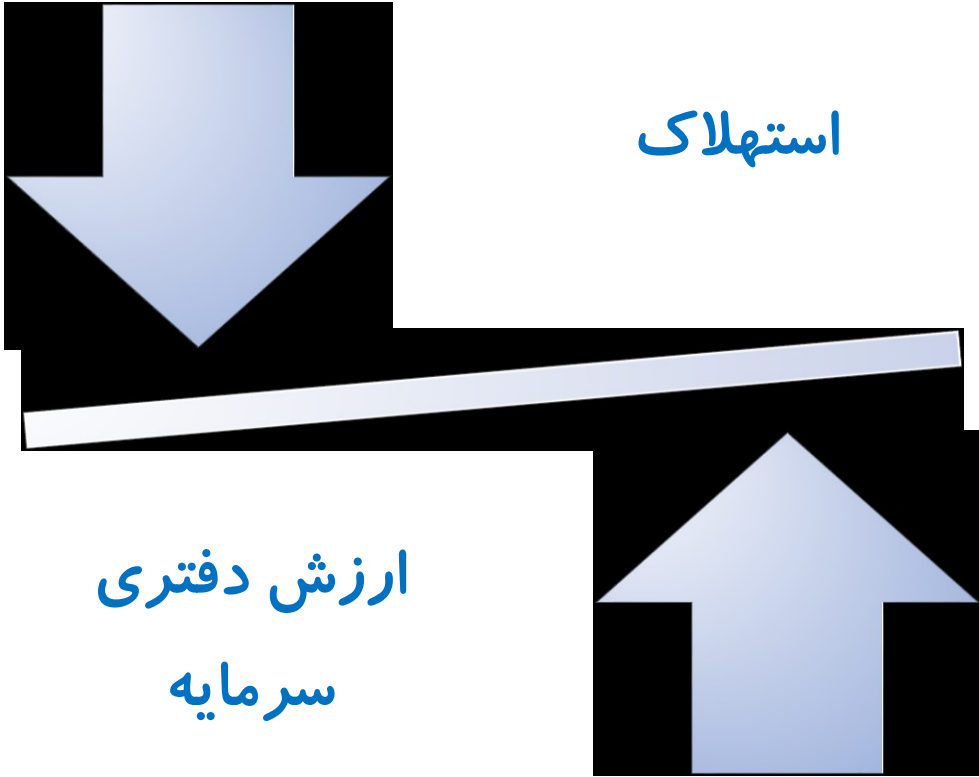 استهلاک
ارزش دفتری
سرمایه